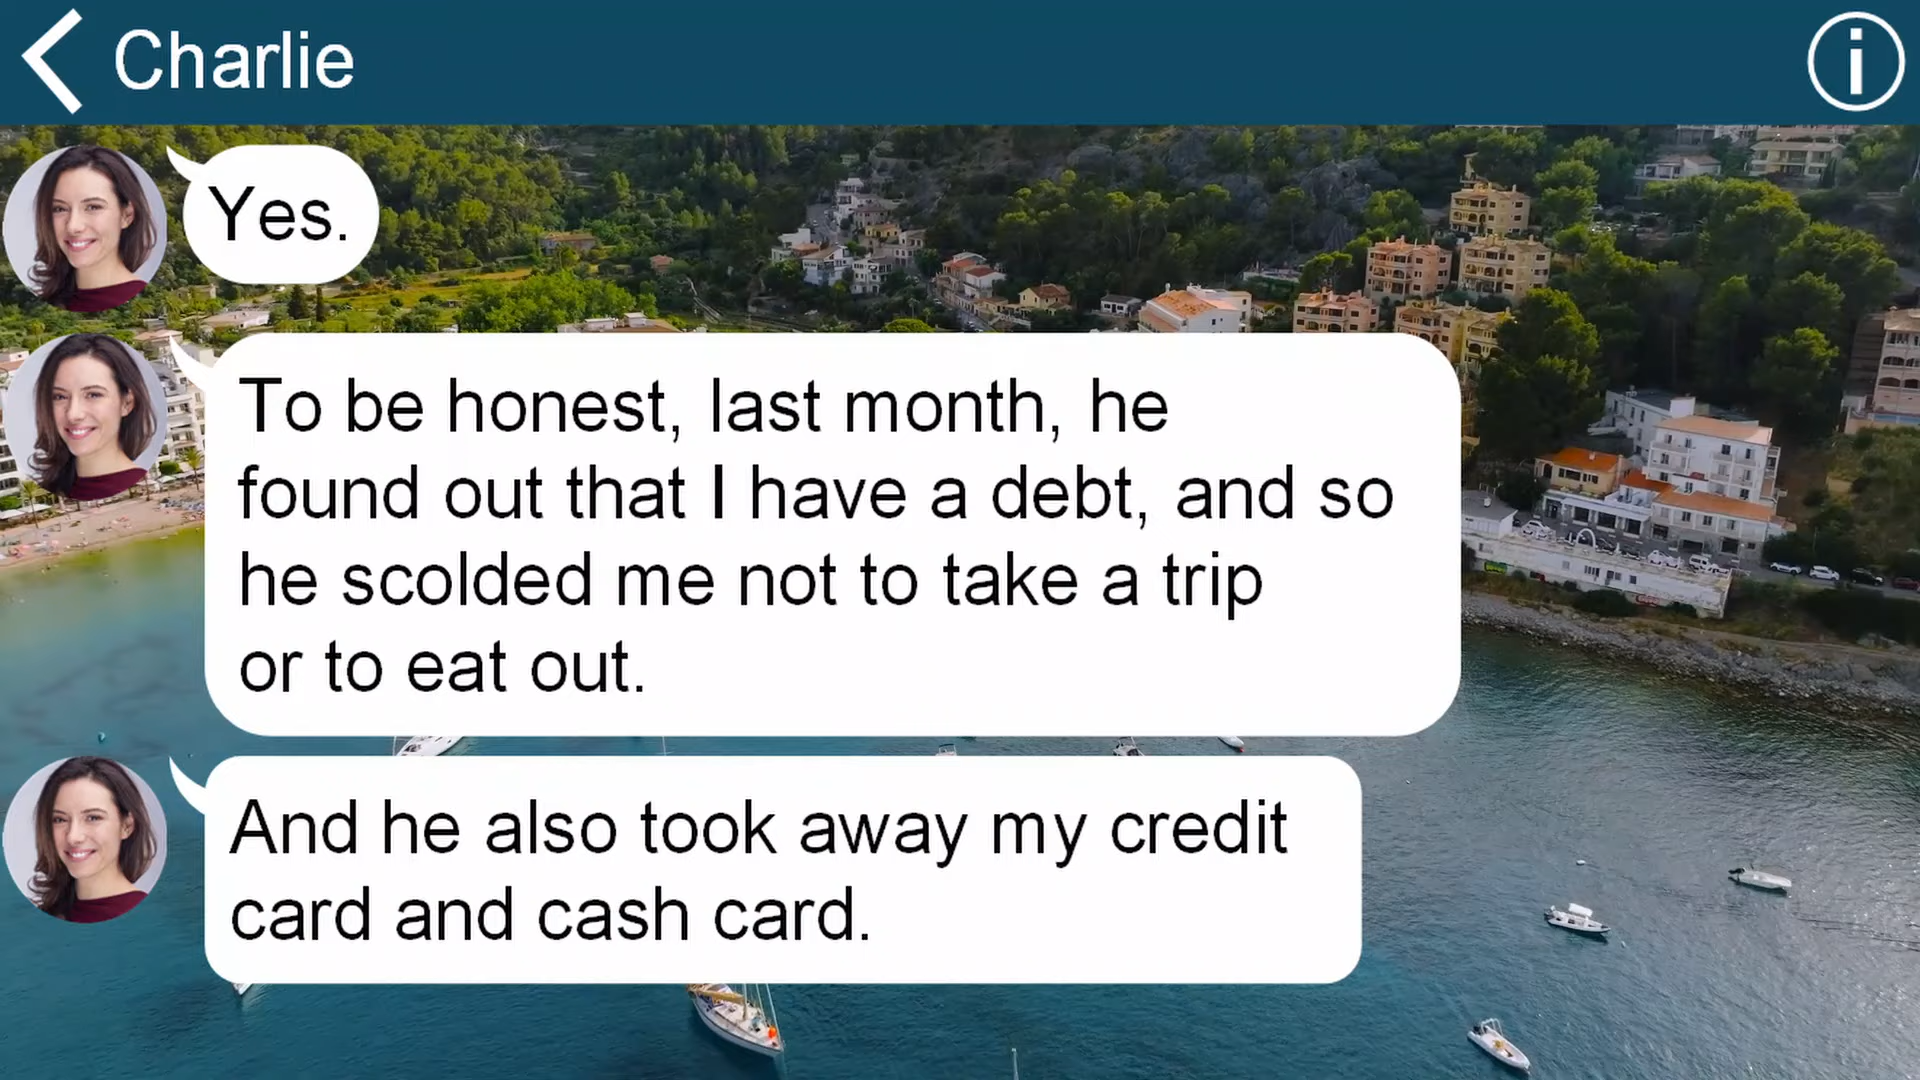 Charlie
Yes.
To be honest, last month, he
found out that I have a debt, and so
he scolded me not to take a trip
or to eat out.
And he also took away my credit
card and cash card.